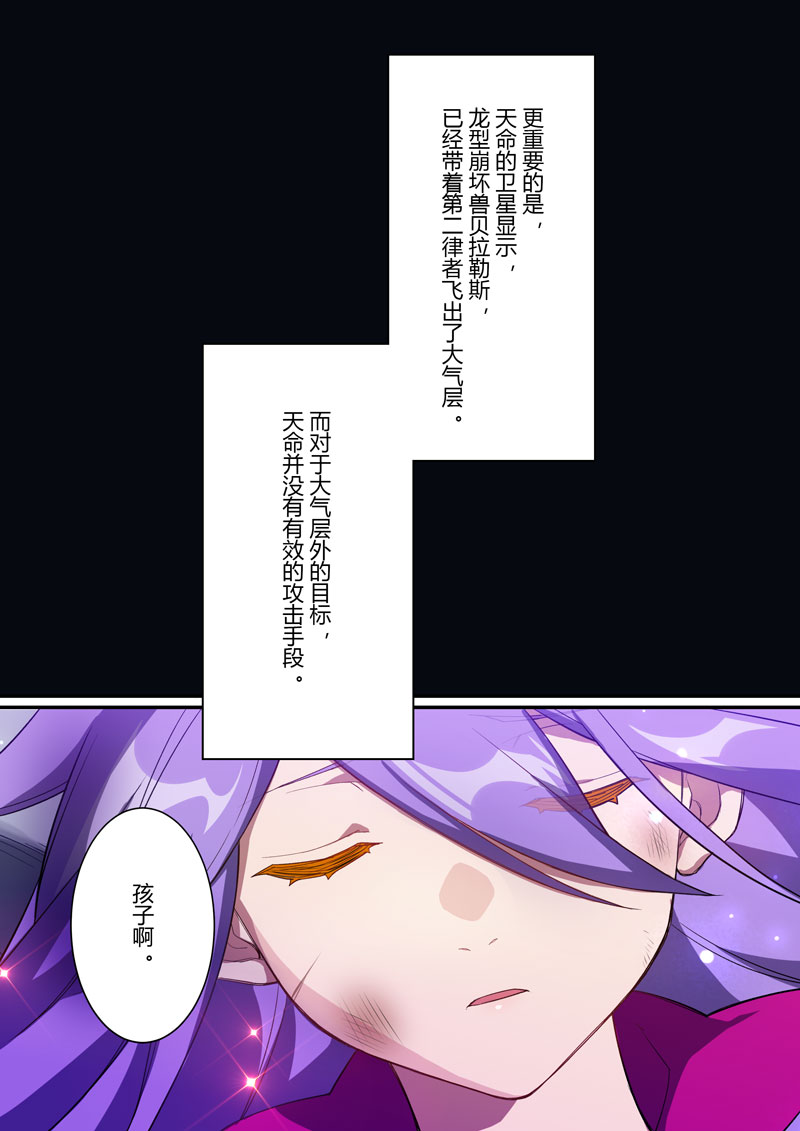 更重要的是，
天命的卫星显示，
龙型崩坏兽贝拉勒斯，
已经带着第二律者飞出了大气层。
而对于大气层外的目标，
天命并没有有效的攻击手段。
孩子啊。